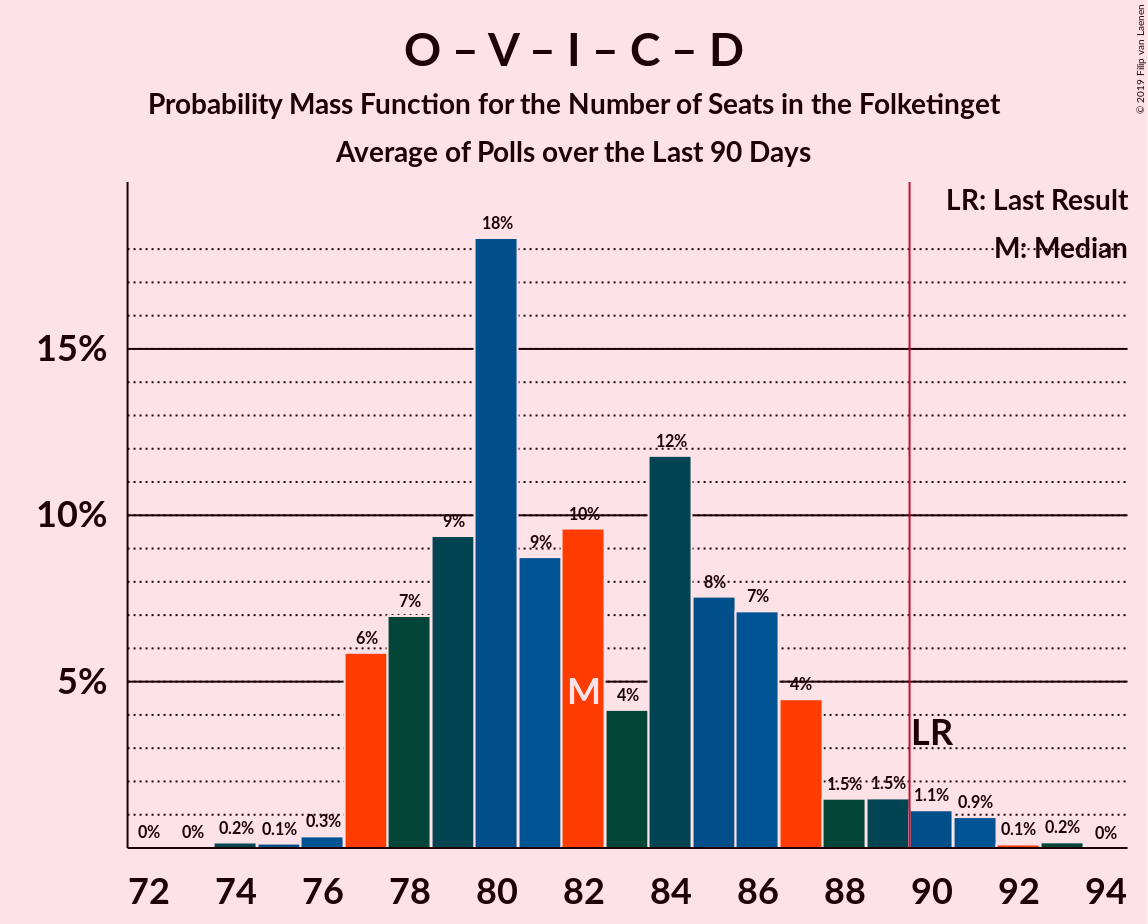 O – V – I – C – D
Probability Mass Function for the Number of Seats in the Folketinget
Average of Polls over the Last 90 Days
© 2019 Filip van Laenen
LR: Last Result
M: Median
15%
10%
5%
0%
0%
0.2%
0.1%
0.3%
6%
7%
9%
18%
9%
10%
4%
12%
8%
7%
4%
1.5%
1.5%
1.1%
0.9%
0.1%
0.2%
0%
M
LR
72 74 76 78 80 82 84 86 88 90 92 94